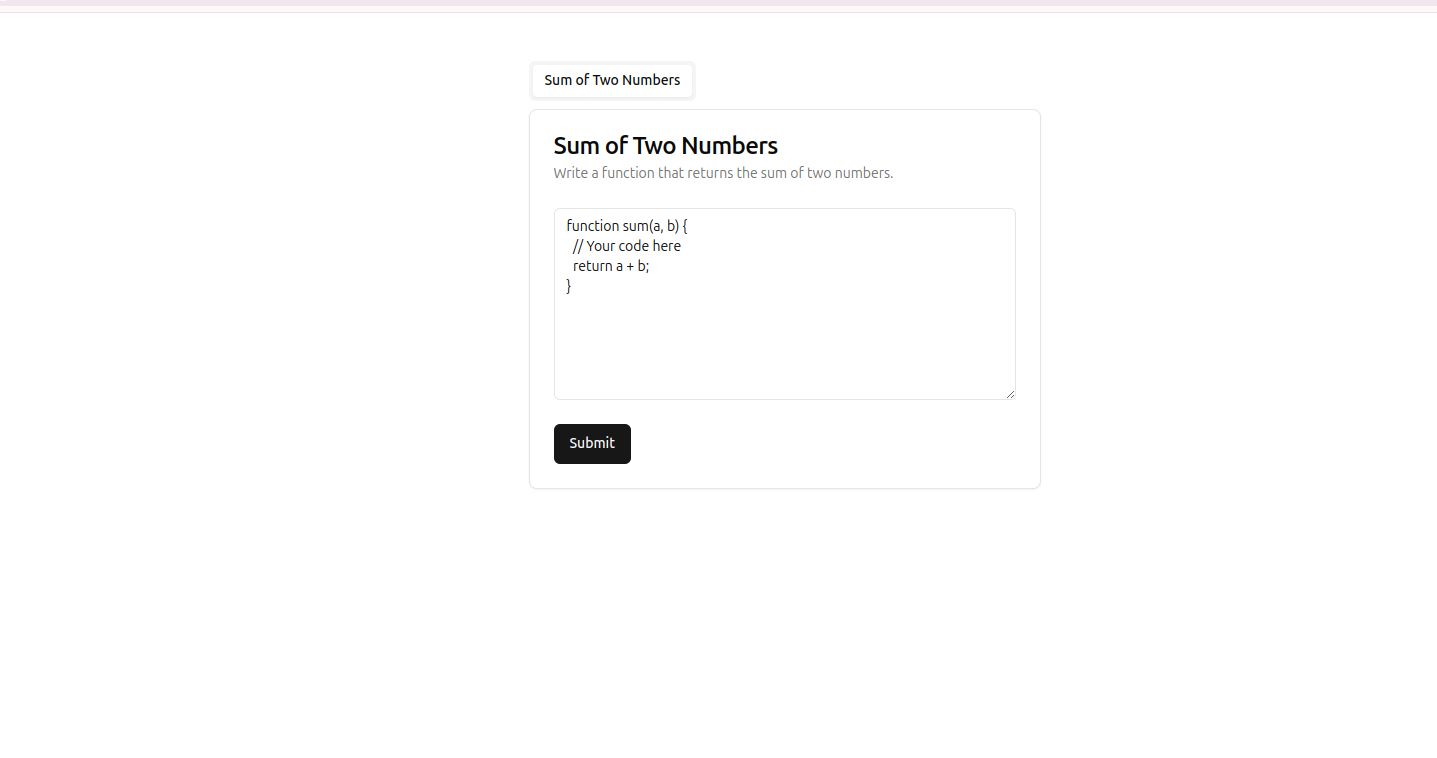 Sum of Two Numbers
Sum of Two Numbers
Write a function that returns the sum of two numbers.
function sum(a, b) {
  // Your code here
  return a + b;
}
Submit